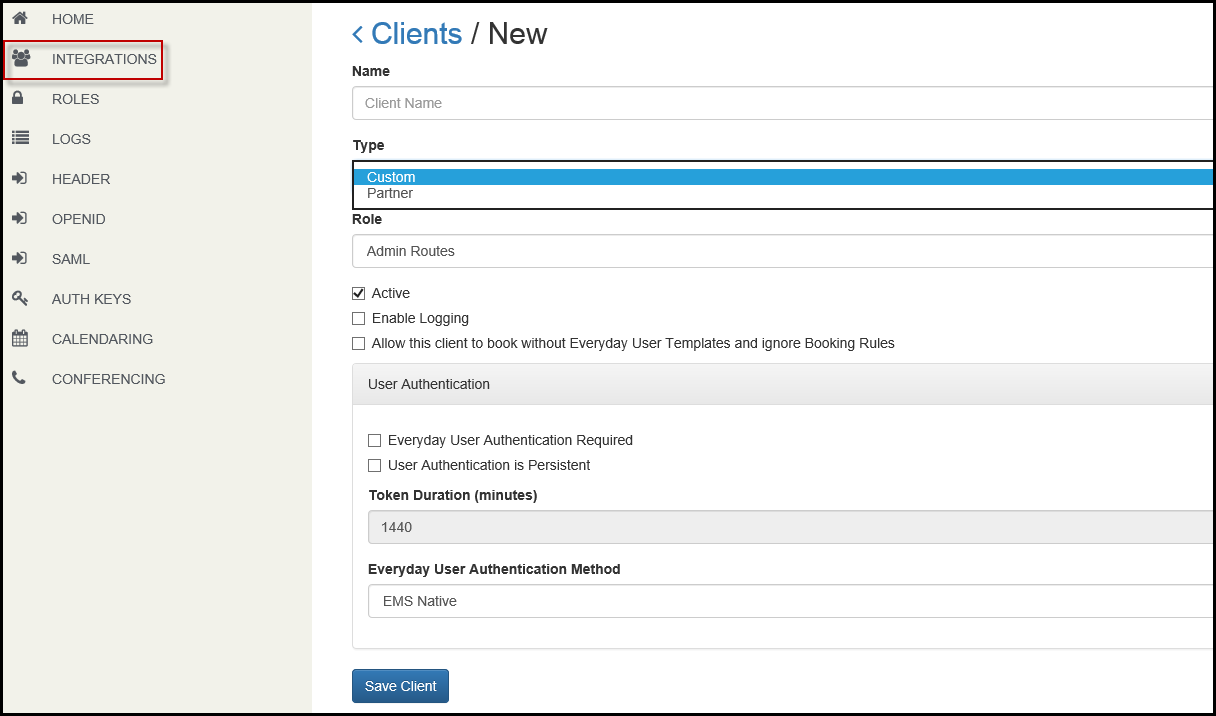 HOME
INTEGRATIONS
ROLES
LOGS
HEADER
OPENID
SAML
AUTH KEYS
CALENDARING
CONFERENCING
< Clients / New
Name
Client Name
Type
Custom
Partner
Role
Admin Routes
Active
Enable Logging
Allow this client to book without Everyday User Templates and ignore Booking Rules
User Authentication
Everyday User Authentication Required
User Authentication is Persistent
Token Duration (minutes)
1440
Everyday User Authentication Method
EMS Native
Save Client